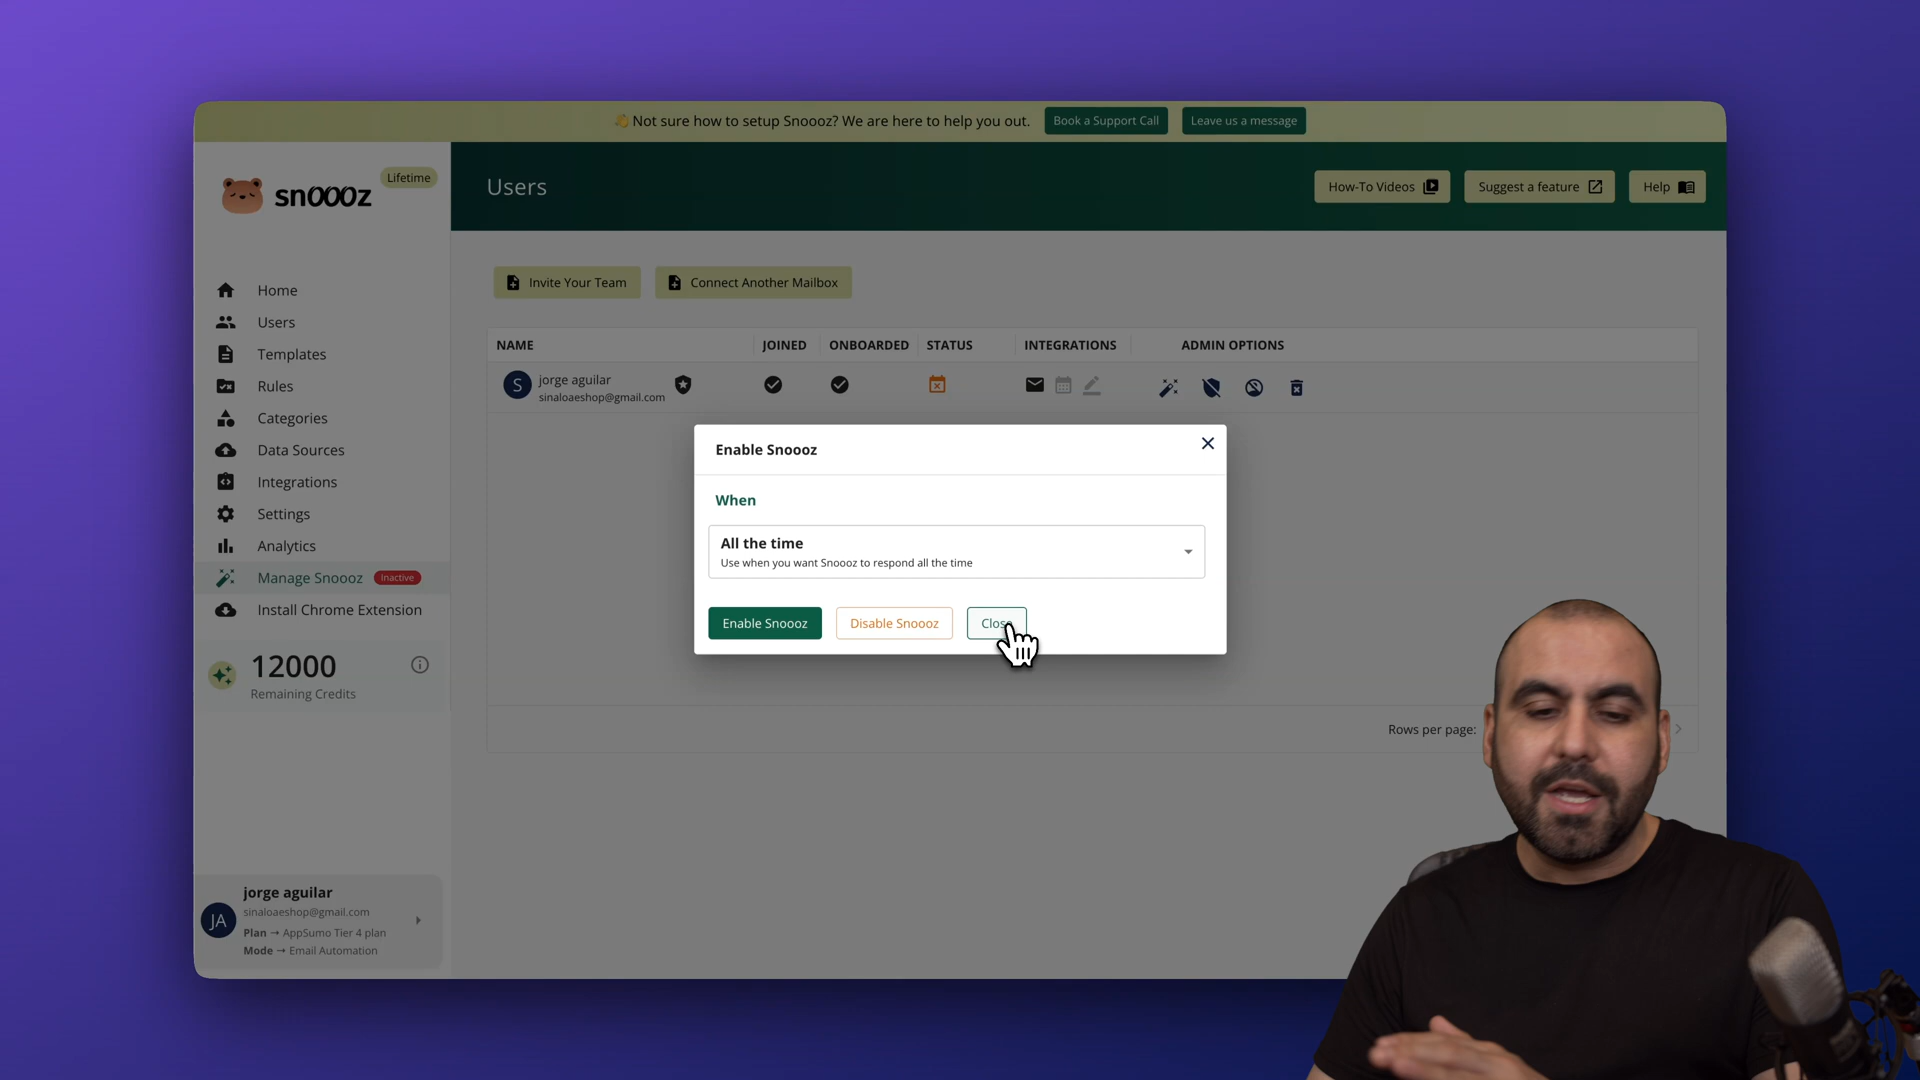 👋 Not sure how to setup Snoooz? We are here to help you out.
Book a Support Call
Leave us a message
snoooz
Lifetime
Users
How-To Videos
Suggest a feature
Help
Home
Users
Templates
Rules
Categories
Data Sources
Integrations
Settings
Analytics
Manage Snoooz
Inactive
Install Chrome Extension
12000
Remaining Credits
jorge aguilar
JA
sinaloaeshop@gmail.com
Plan → AppSumo Tier 4 plan
Mode → Email Automation
Invite Your Team
Connect Another Mailbox
NAME
JOINED
ONBOARDED
STATUS
INTEGRATIONS
ADMIN OPTIONS
S
jorge aguilar
sinaloaeshop@gmail.com
Enable Snoooz
When
All the time
Use when you want Snoooz to respond all the time
Enable Snoooz
Disable Snoooz
Close
Rows per page: